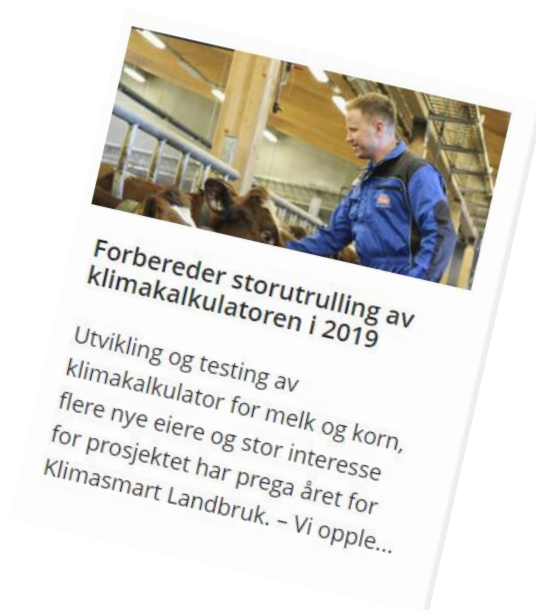 Forbereder storutrulling av
klimakalkulatoren i 2019
Utvikling og testing av
klimakalkulator for melk og korn,
flere nye eiere og stor interesse
for prosjektet har prega året for
Klimasmart Landbruk. – Vi opple...